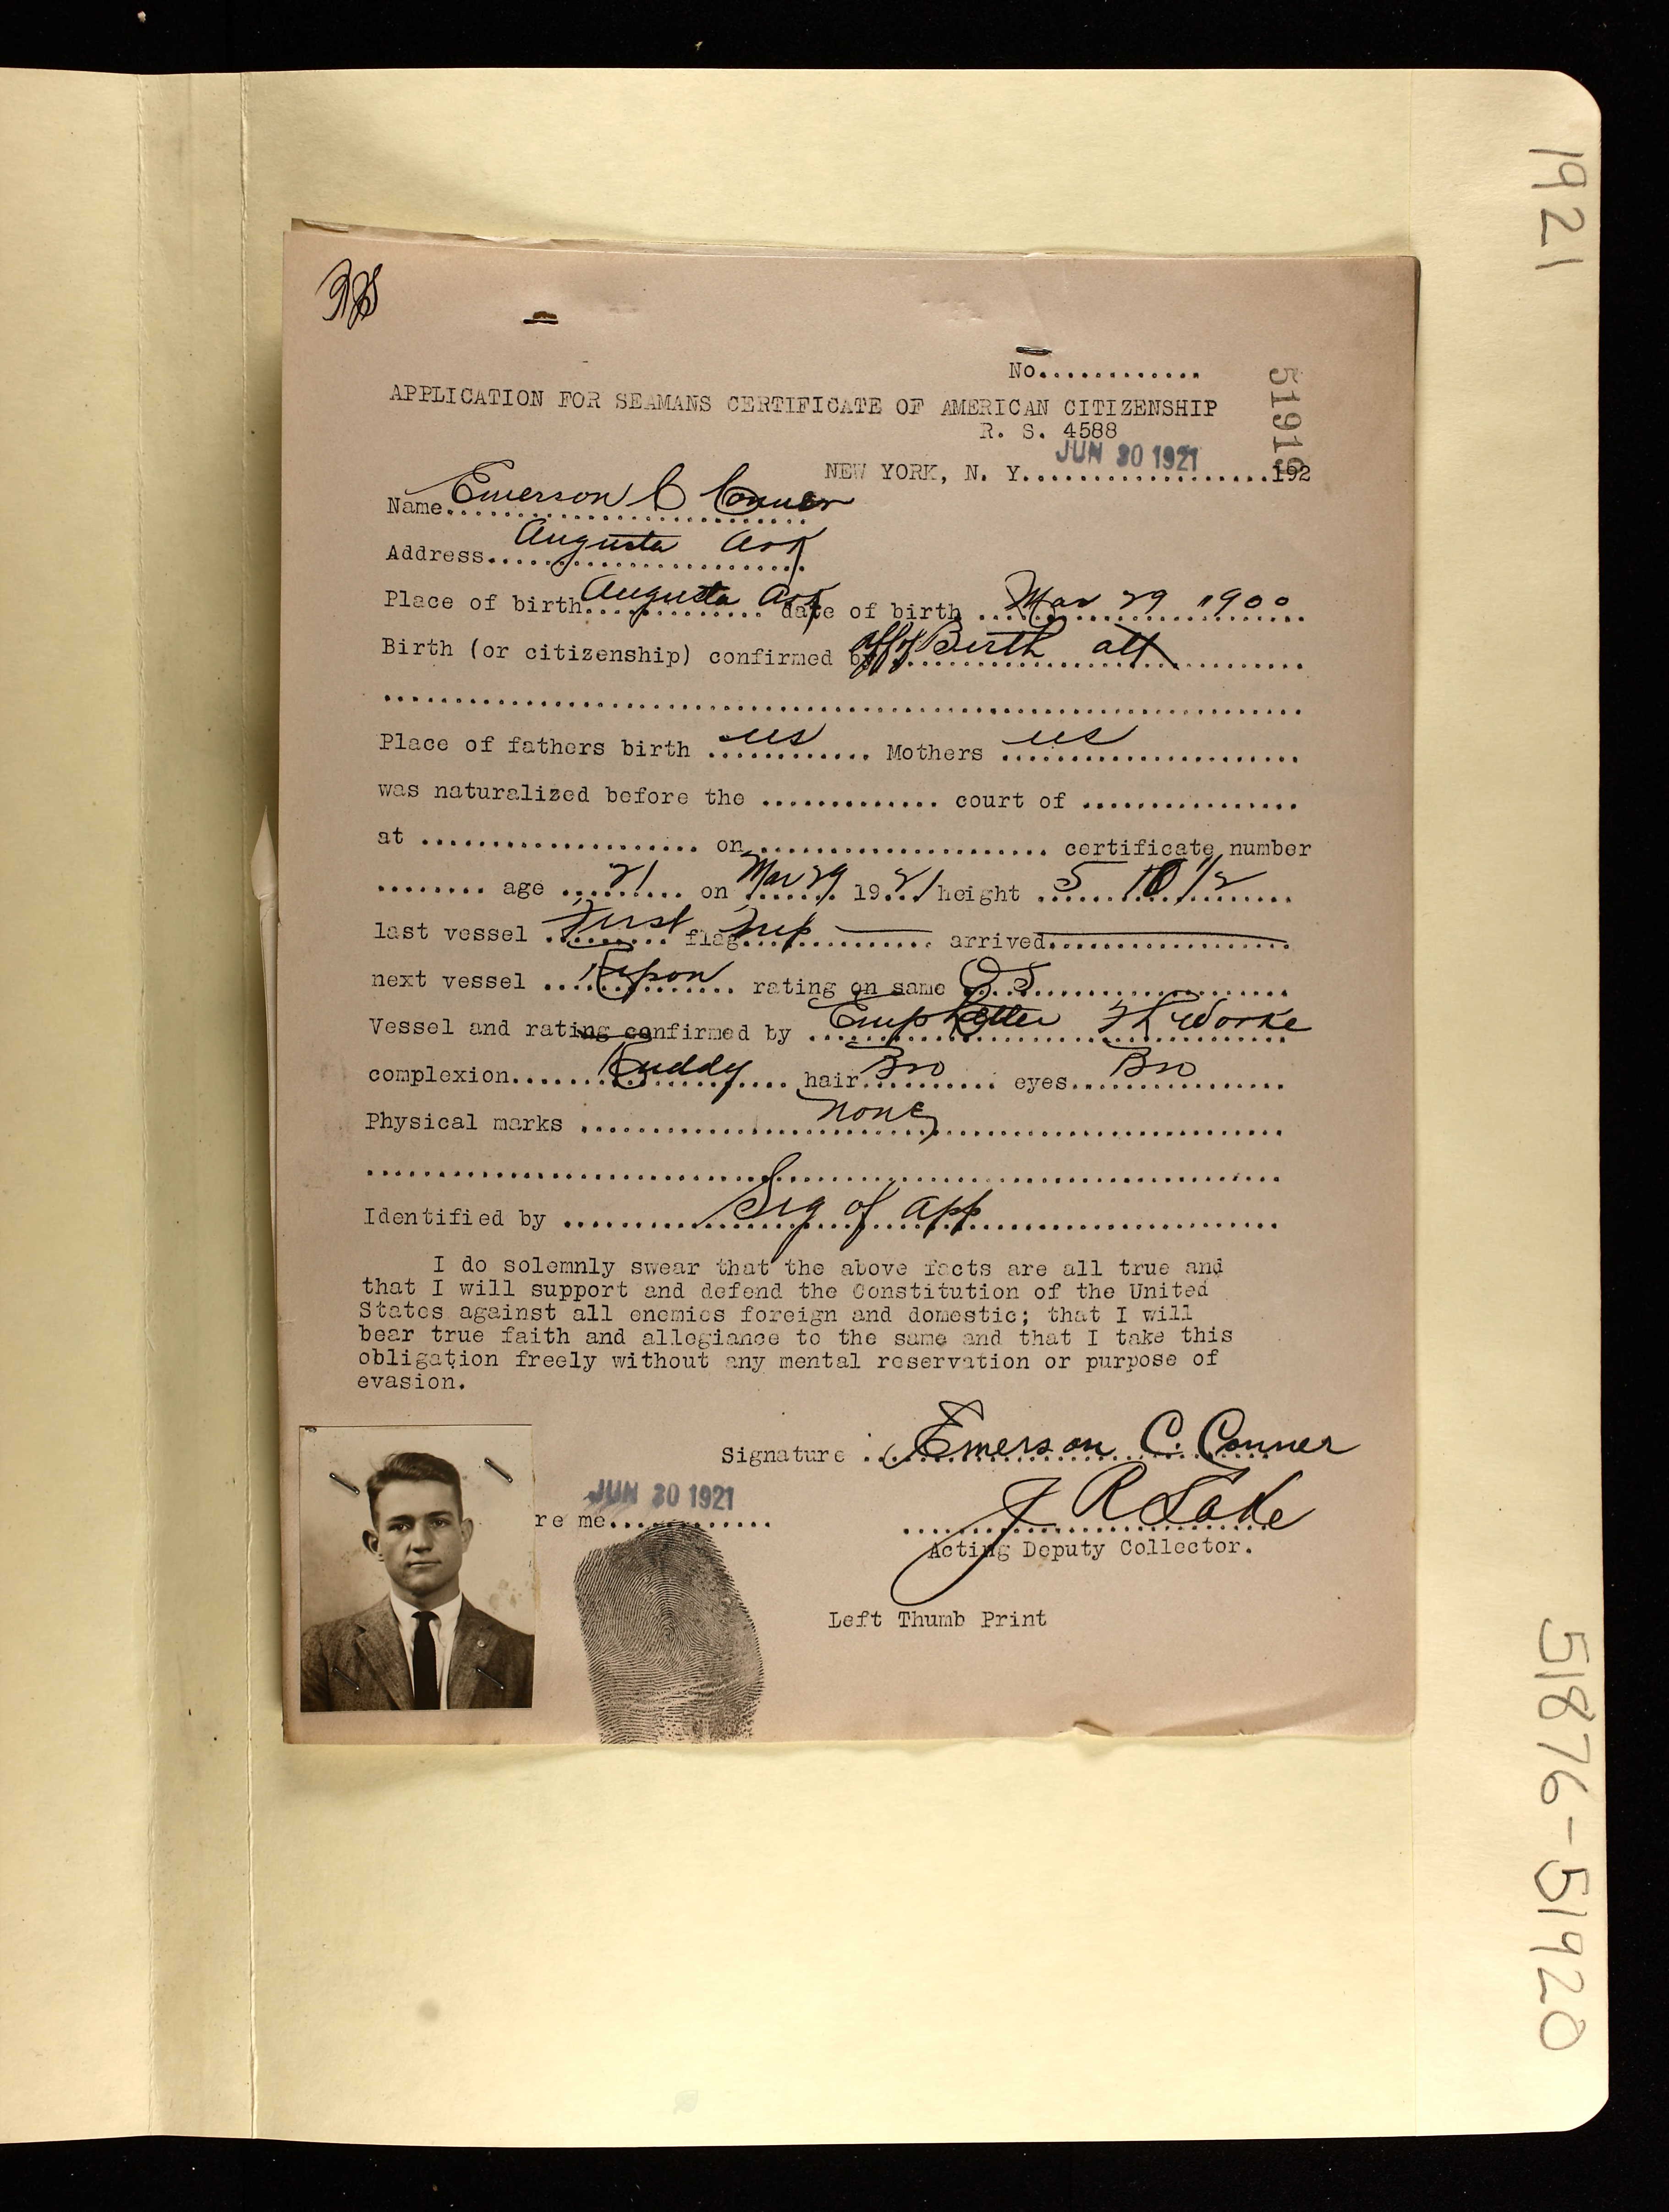 1921
No.............
51916
APPLICATION FOR SEAMANS CERTIFICATE OF AMERICAN CITIZENSHIP
R. S. 4588
NEW YORK, N. Y. JUN 30 1921 192
Name Emerson C Conner
Address Augusta Ark
Place of birth Augusta Ark date of birth Mar 29 1900
Birth (or citizenship) confirmed by aff of Birth att
Place of fathers birth US Mothers US
was naturalized before the ............. court of ................
at .................... on ..................... certificate number
........ age 21 on Mar 29 1921 height 5 10 1/2
last vessel First flag Trip arrived
next vessel Ripon rating on same OS
Vessel and rating confirmed by Emp Letter
complexion Ruddy hair Bro eyes Bro
Physical marks none
Identified by Sig of app
I do solemnly swear that the above facts are all true and
that I will support and defend the Constitution of the United
States against all enemies foreign and domestic; that I will
bear true faith and allegiance to the same and that I take this
obligation freely without any mental reservation or purpose of
evasion.
Signature Emerson C. Conner
JUN 30 1921
re me
Acting Deputy Collector.
Left Thumb Print
51876-51920